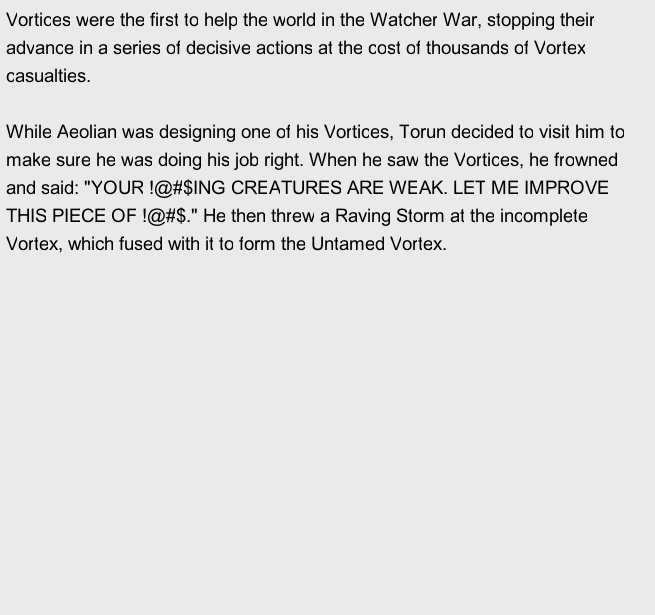 Vortices were the first to help the world in the Watcher War, stopping their
advance in a series of decisive actions at the cost of thousands of Vortex
casualties.
While Aeolian was designing one of his Vortices, Torun decided to visit him to
make sure he was doing his job right. When he saw the Vortices, he frowned
and said: "YOUR !@#$ING CREATURES ARE WEAK. LET ME IMPROVE
THIS PIECE OF !@#$." He then threw a Raving Storm at the incomplete
Vortex, which fused with it to form the Untamed Vortex.